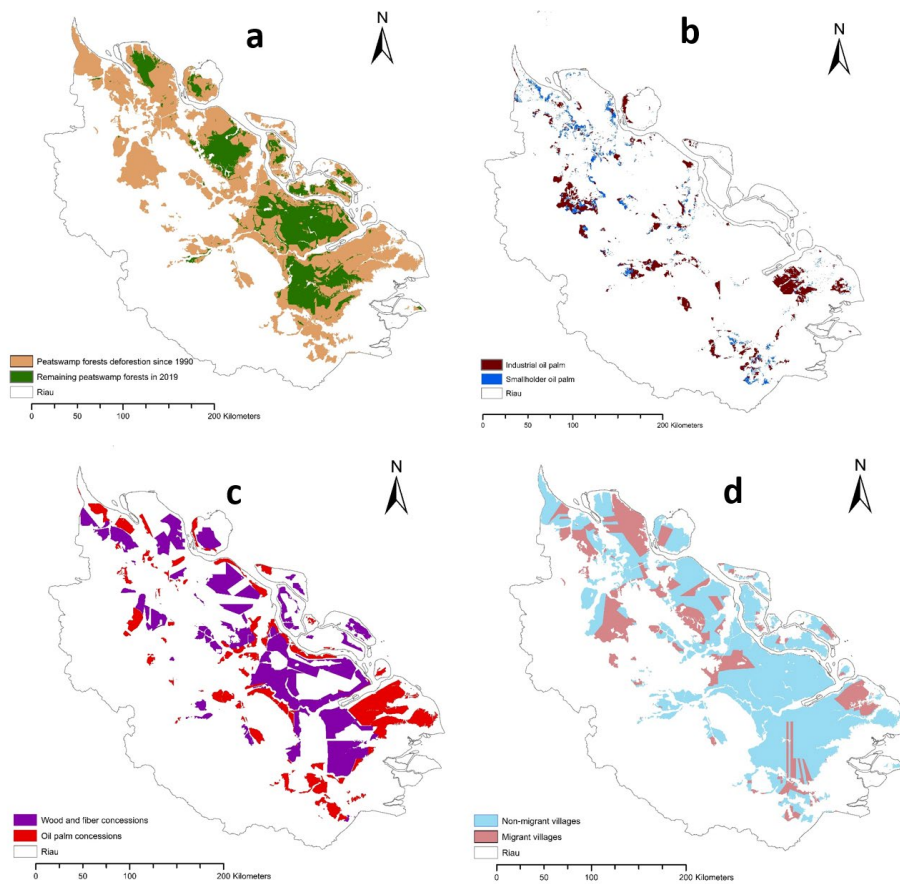 a
N
Peatswamp forests deforestion since 1990
Remaining peatswamp forests in 2019
Riau
0 50 100 200 Kilometers
b
N
Industrial oil palm
Smallholder oil palm
Riau
0 50 100 200 Kilometers
c
N
Wood and fiber concessions
Oil palm concessions
Riau
0 50 100 200 Kilometers
d
N
Non-migrant villages
Migrant villages
Riau
0 50 100 200 Kilometers